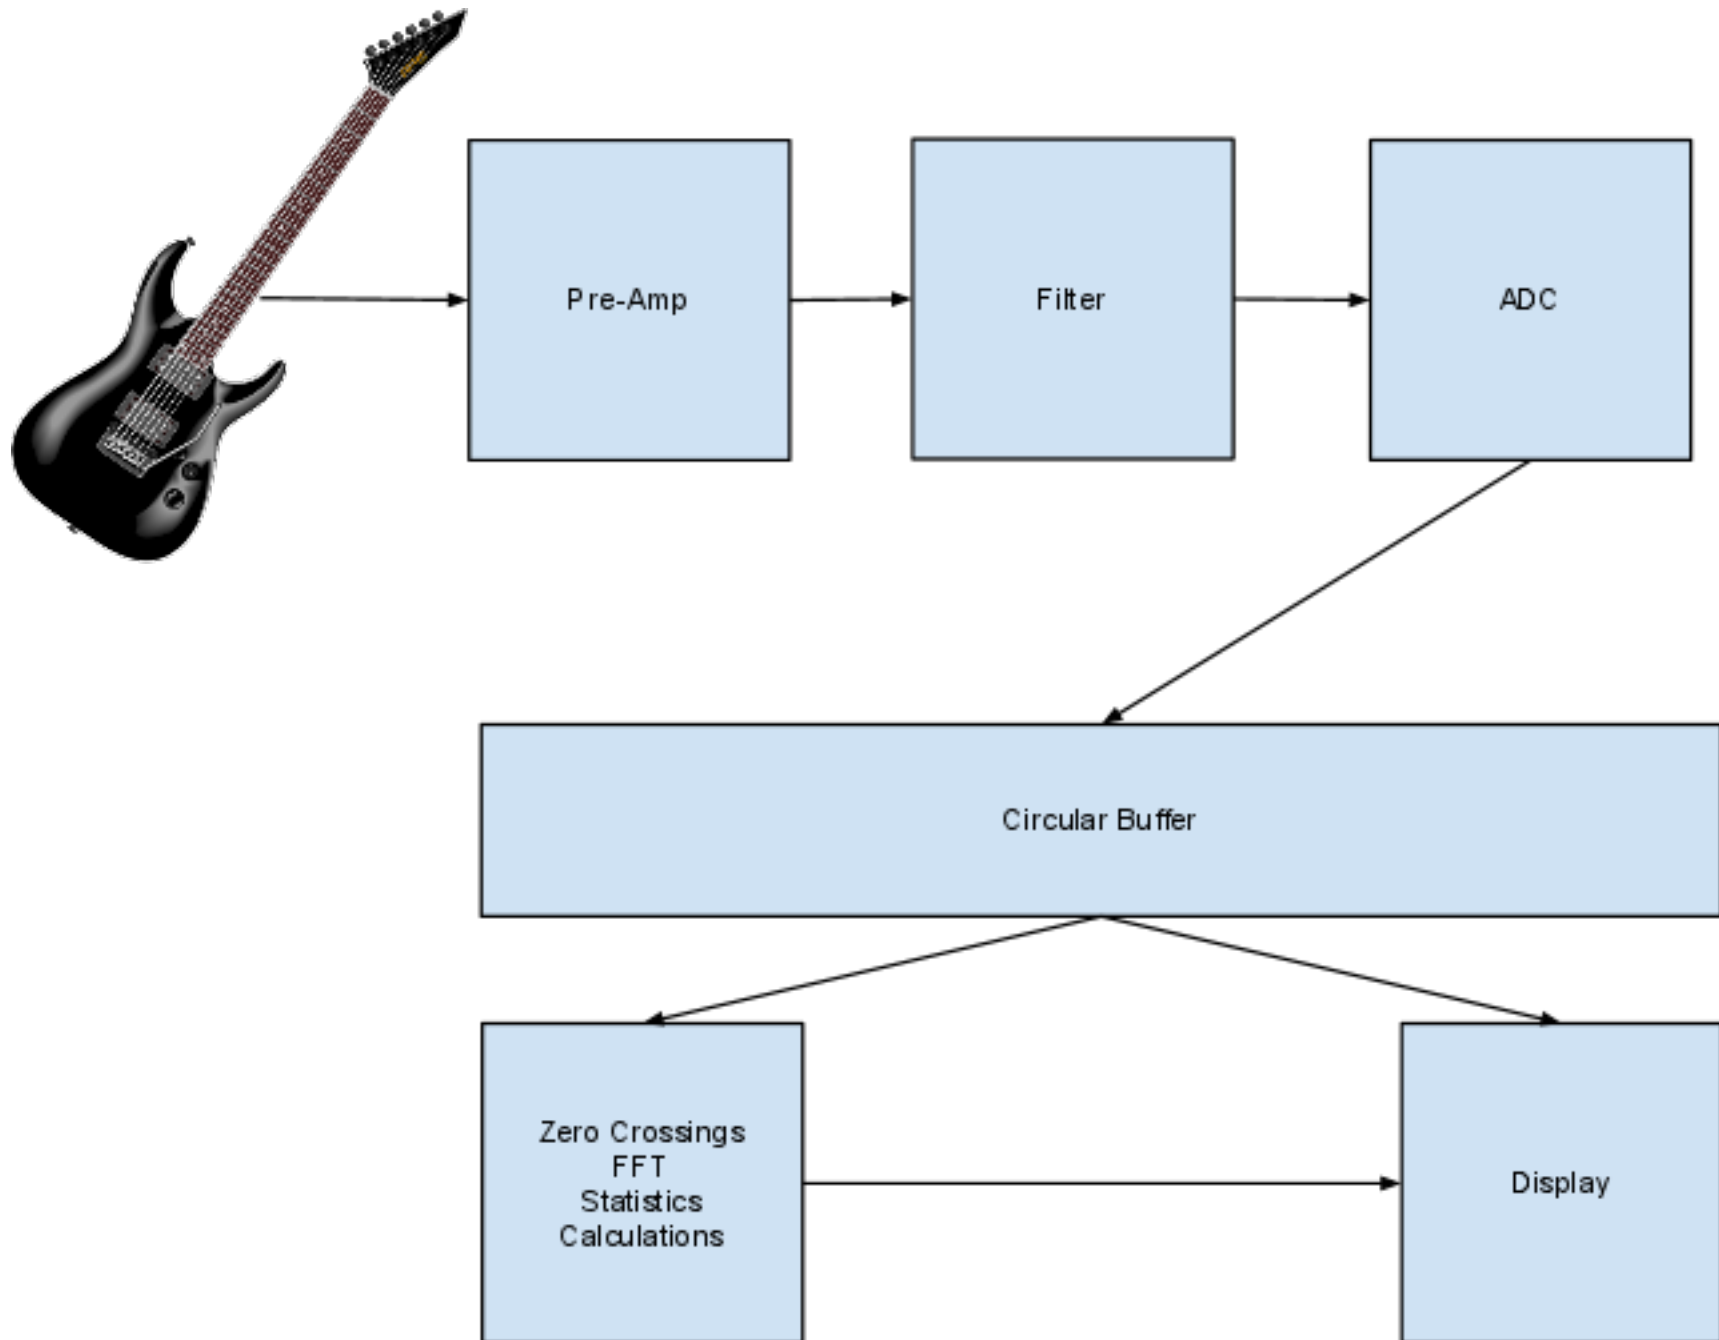 Pre-Amp
Filter
ADC
Circular Buffer
Zero Crossings
FFT
Statistics
Calculations
Display